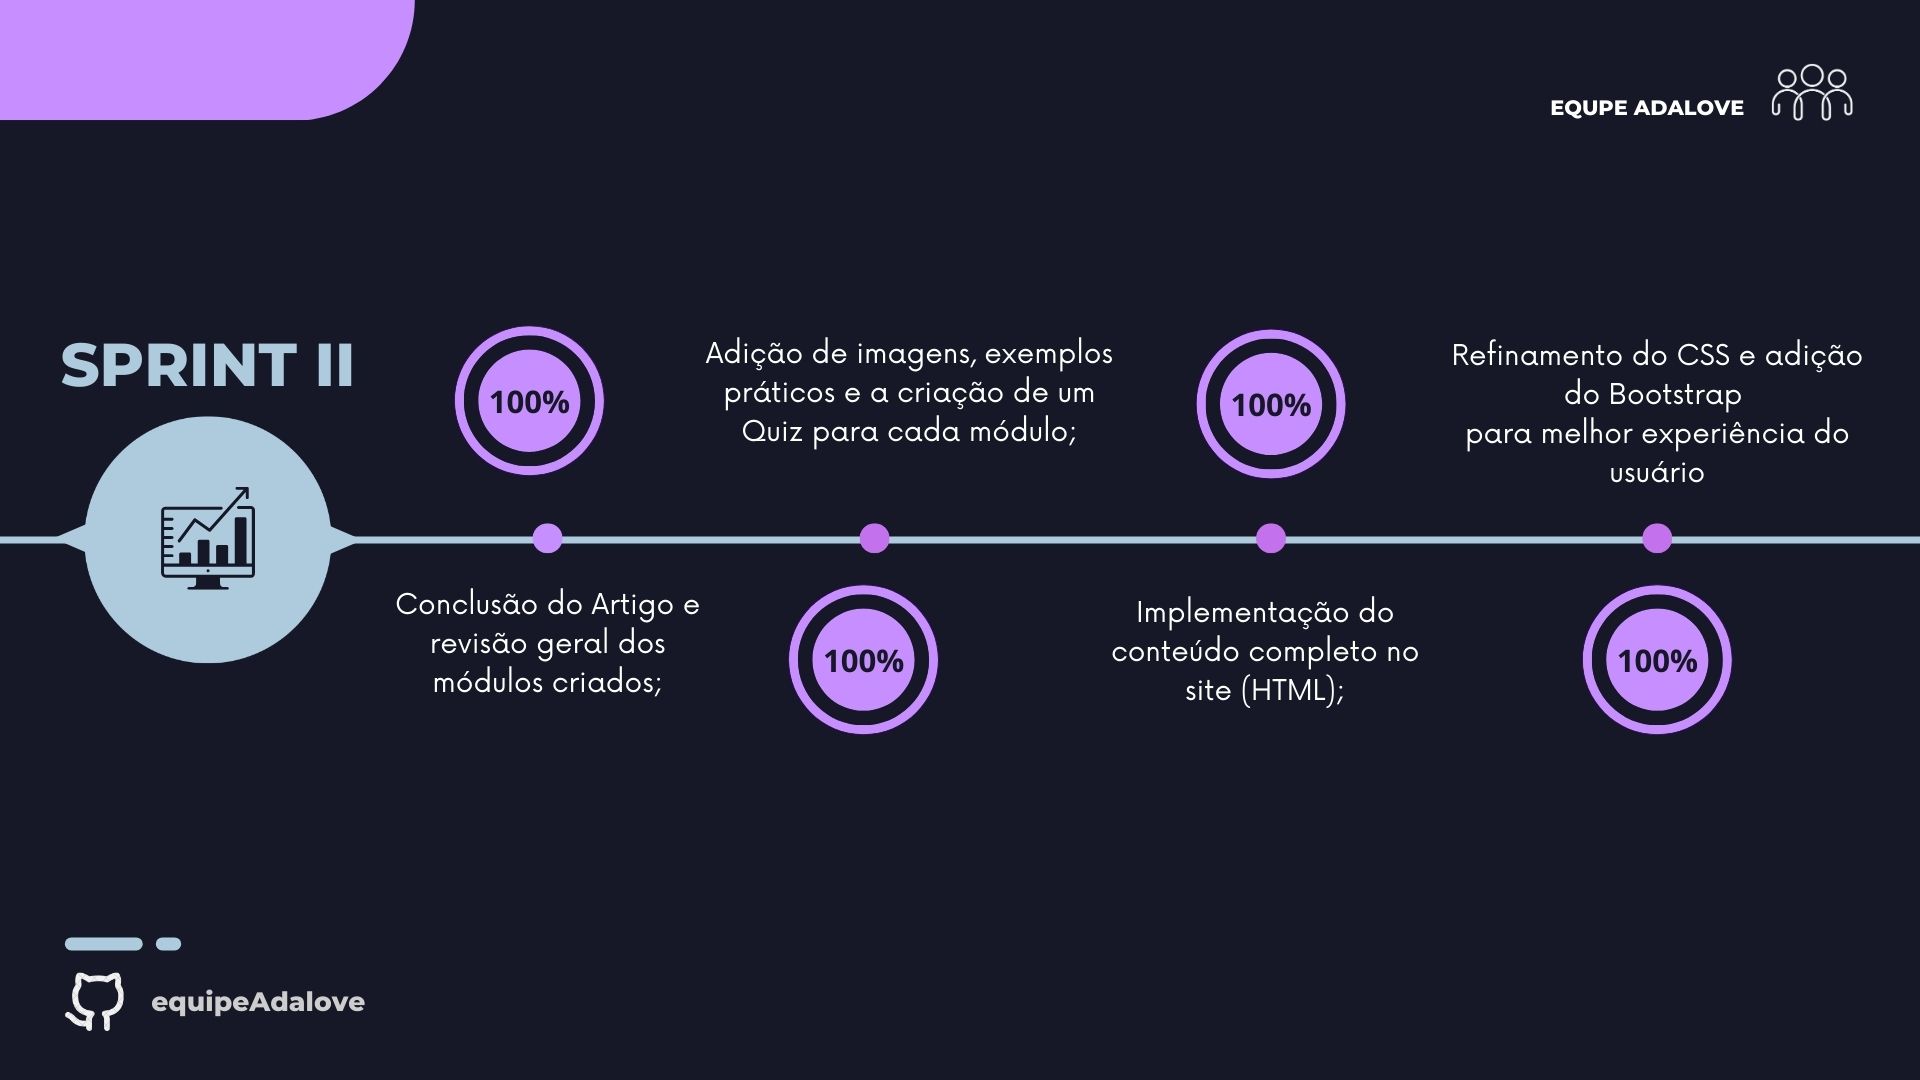 EQUPE ADALOVE
SPRINT II
100%
Conclusão do Artigo e
revisão geral dos
módulos criados;
Adição de imagens, exemplos
práticos e a criação de um
Quiz para cada módulo;
100%
100%
Implementação do
conteúdo completo no
site (HTML);
Refinamento do CSS e adição
do Bootstrap
para melhor experiência do
usuário
100%
equipeAdalove